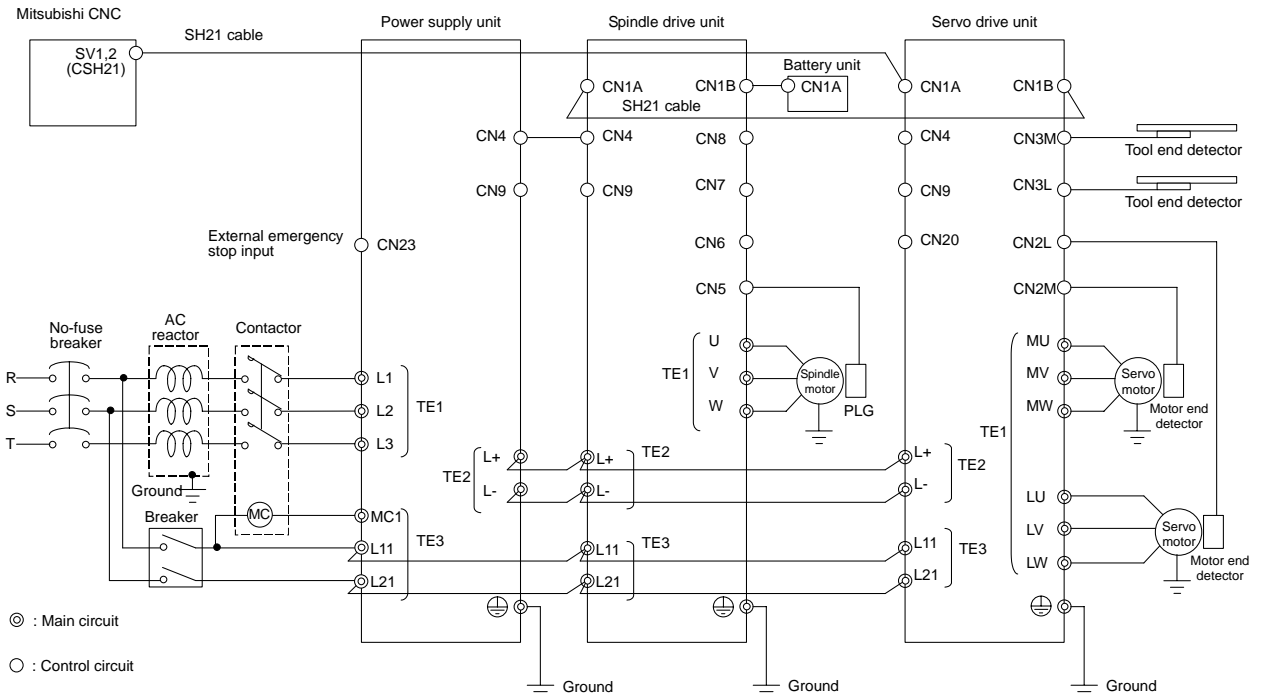 Mitsubishi CNC
SV1,2
(CSH21)
SH21 cable
Power supply unit
Spindle drive unit
Servo drive unit
CN1A
CN1B
Battery unit
CN1A
SH21 cable
CN1A
CN1B
CN4
CN4
CN8
CN4
CN3M
Tool end detector
CN9
CN9
CN7
CN9
CN3L
Tool end detector
External emergency
stop input
CN23
CN6
CN20
CN2L
CN5
CN2M
No-fuse
breaker
AC
reactor
Contactor
R
S
T
L1
L2
L3
TE1
TE1
U
V
W
Spindle
motor
PLG
TE1
MU
MV
MW
Servo
motor
Motor end
detector
TE2
L+
L-
L+
L-
TE2
L+
L-
TE2
Ground
Breaker
MC
MC1
L11
L21
TE3
L11
L21
TE3
L11
L21
TE3
LU
LV
LW
Servo
motor
Motor end
detector
: Main circuit
: Control circuit
Ground
Ground
Ground